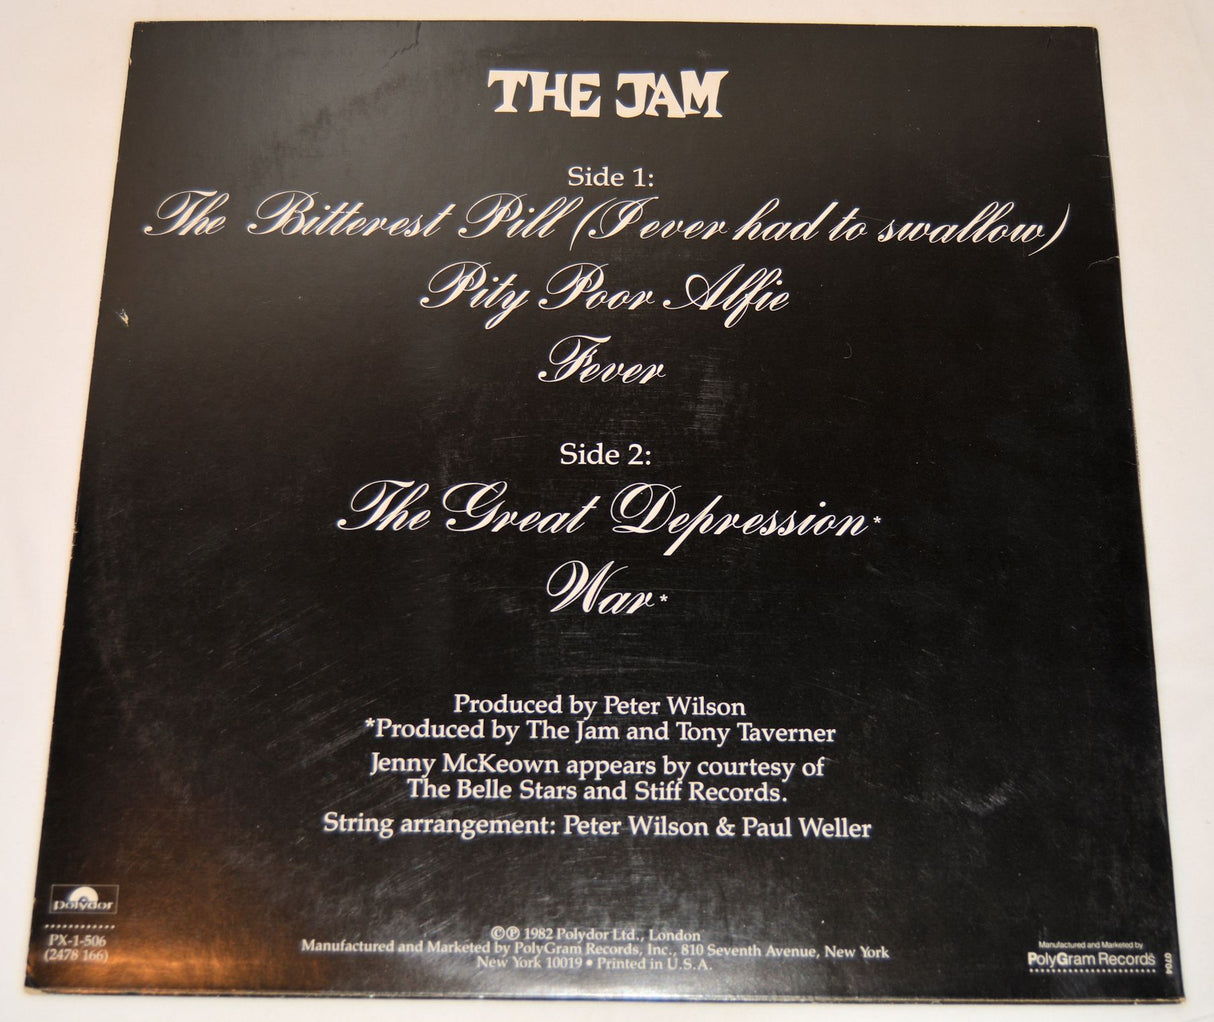 THE JAM
Side 1:
The Bitterest Pill (I ever had to swallow)
Pity Poor Alfie
Fever
Side 2:
The Great Depression*
War*
Produced by Peter Wilson
*Produced by The Jam and Tony Taverner
Jenny McKeown appears by courtesy of
The Belle Stars and Stiff Records.
String arrangement: Peter Wilson & Paul Weller
polydor
PX-1-506
(2478 166)
©℗ 1982 Polydor Ltd., London
Manufactured and Marketed by PolyGram Records, Inc., 810 Seventh Avenue, New York
New York 10019 • Printed in U.S.A.
Manufactured and Marketed by
PolyGram Records
0704